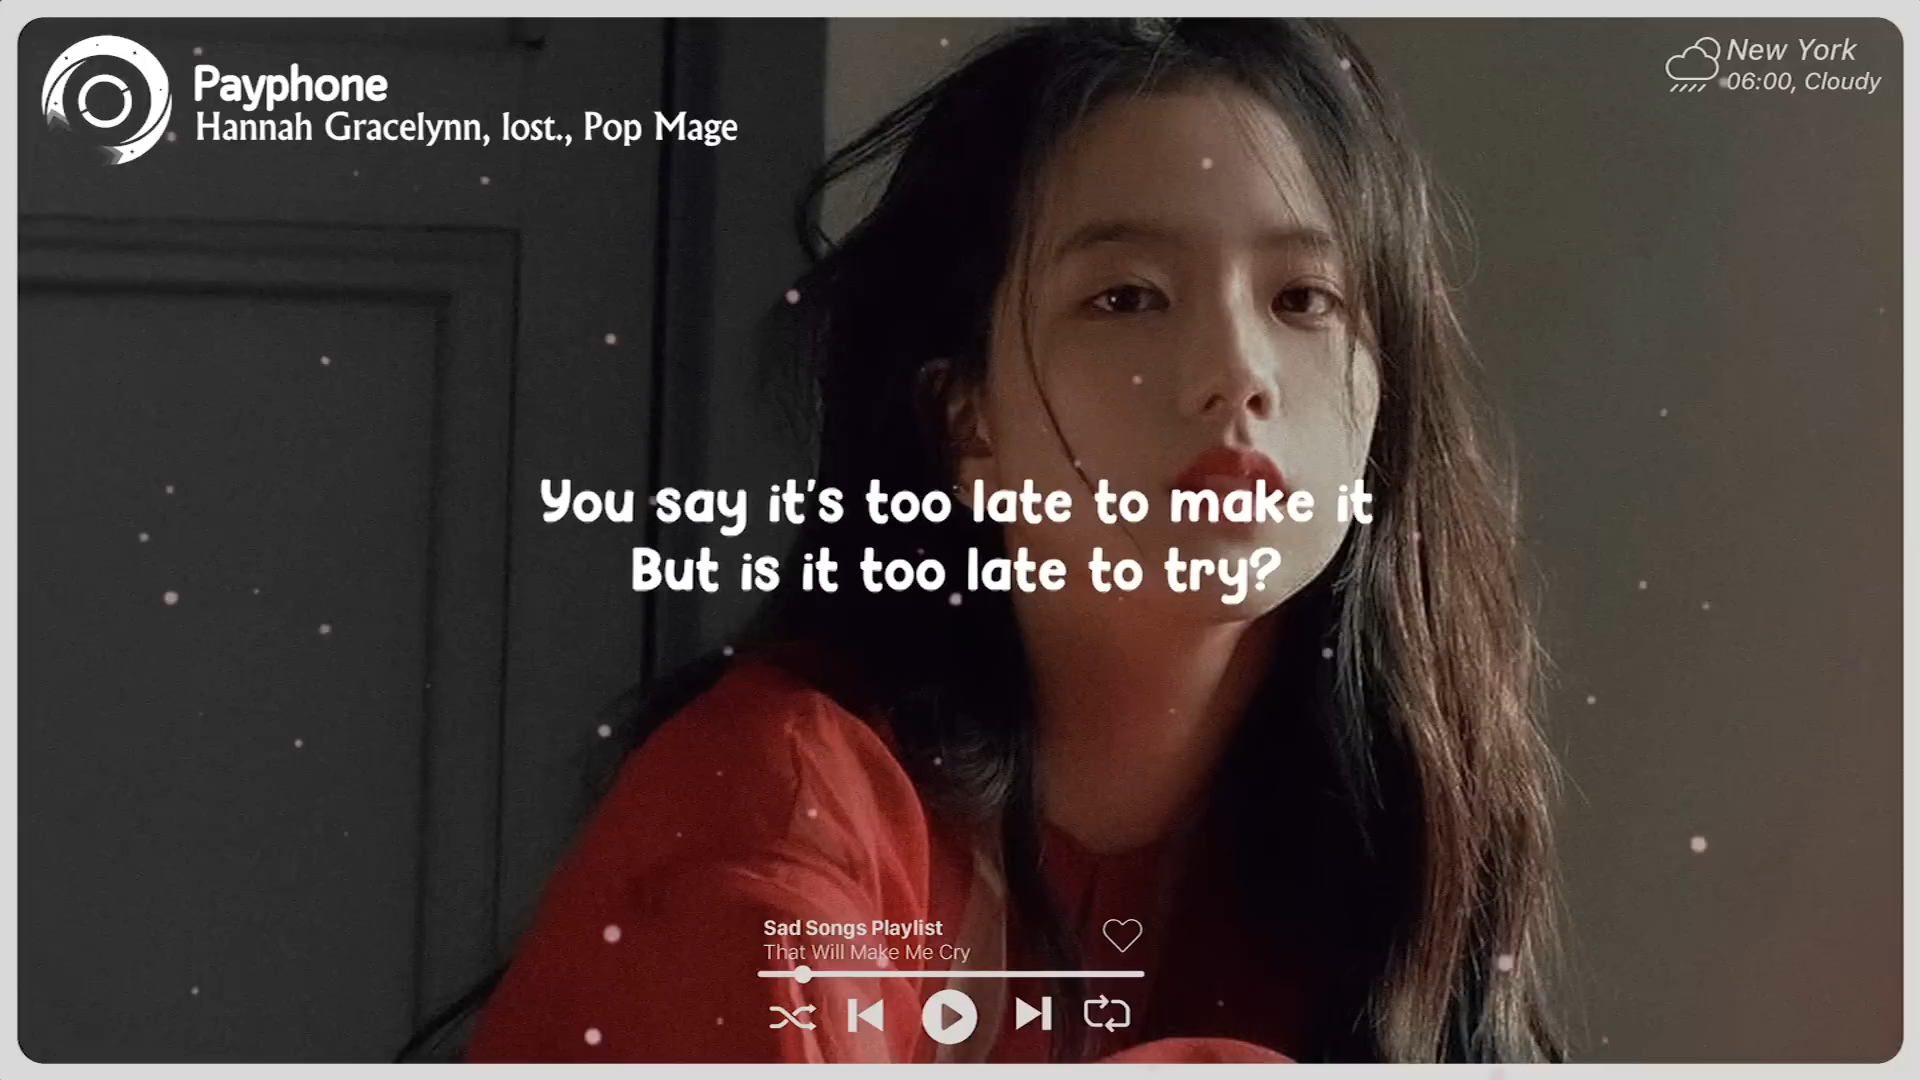 Payphone
Hannah Gracelynn, lost., Pop Mage
New York
06:00, Cloudy
You say it's too late to make it
But is it too late to try?
Sad Songs Playlist
That Will Make Me Cry